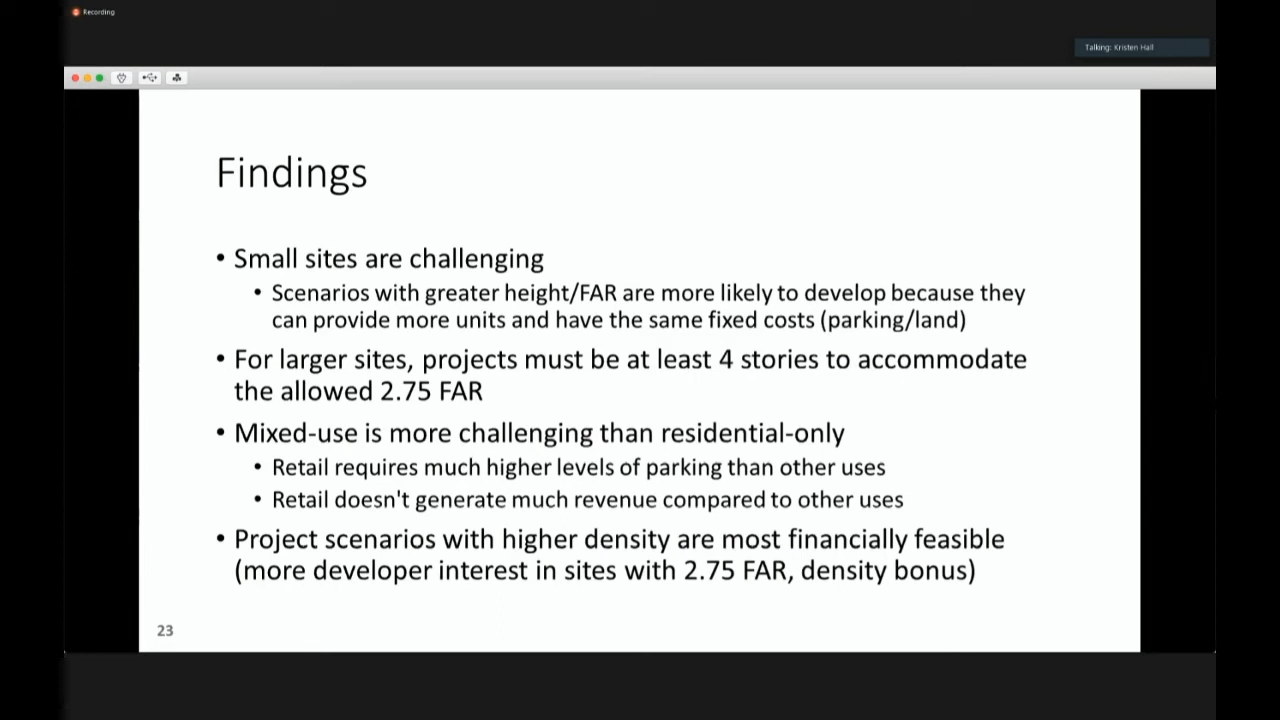 Recording
Talking: Kristen Hall
Findings
• Small sites are challenging
• Scenarios with greater height/FAR are more likely to develop because they
can provide more units and have the same fixed costs (parking/land)
• For larger sites, projects must be at least 4 stories to accommodate
the allowed 2.75 FAR
• Mixed-use is more challenging than residential-only
• Retail requires much higher levels of parking than other uses
• Retail doesn't generate much revenue compared to other uses
• Project scenarios with higher density are most financially feasible
(more developer interest in sites with 2.75 FAR, density bonus)
23